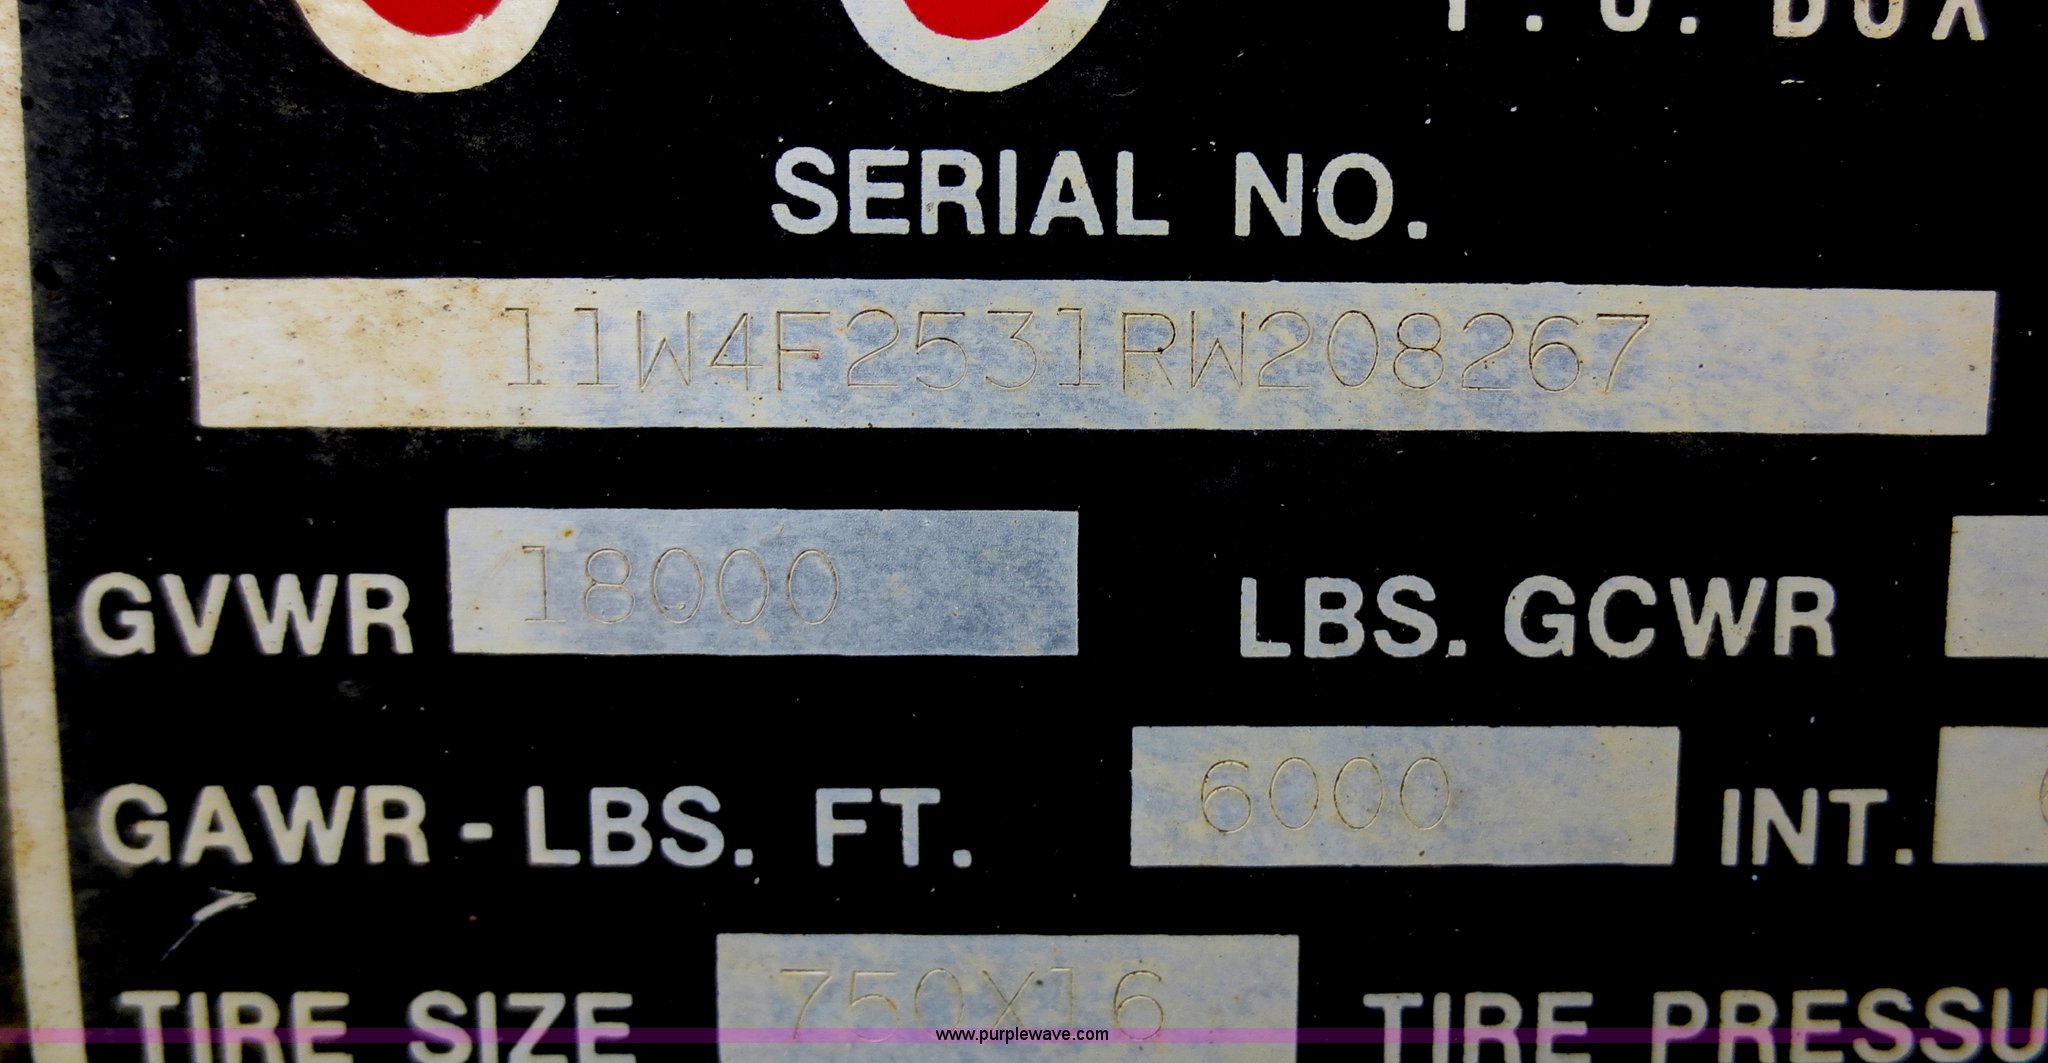 P.O. BOX
SERIAL NO.
11W4F2531RW208267
GVWR 18000 LBS. GCWR
GAWR - LBS. FT. 6000 INT.
TIRE SIZE 750X16 TIRE PRESSU
www.purplewave.com